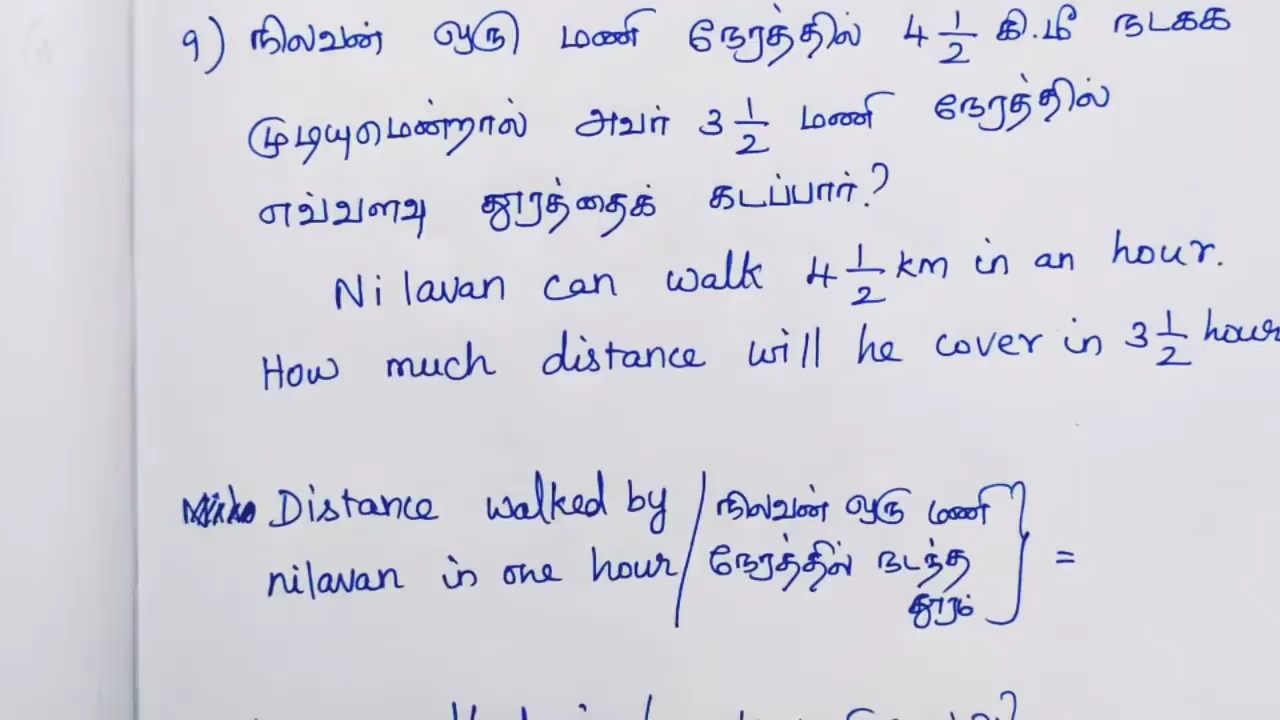 9) நிலவன் ஒரு மணி நேரத்தில் 4 1/2 கி.மீ நடக்க
முடியுமென்றால் அவர் 3 1/2 மணி நேரத்தில்
எவ்வளவு தூரத்தைக் கடப்பார்?
Nilavan can walk 4 1/2 km in an hour.
How much distance will he cover in 3 1/2 hour
Distance walked by / நிலவன் ஒரு மணி
nilavan in one hour / நேரத்தில் நடந்த =
தூரம்